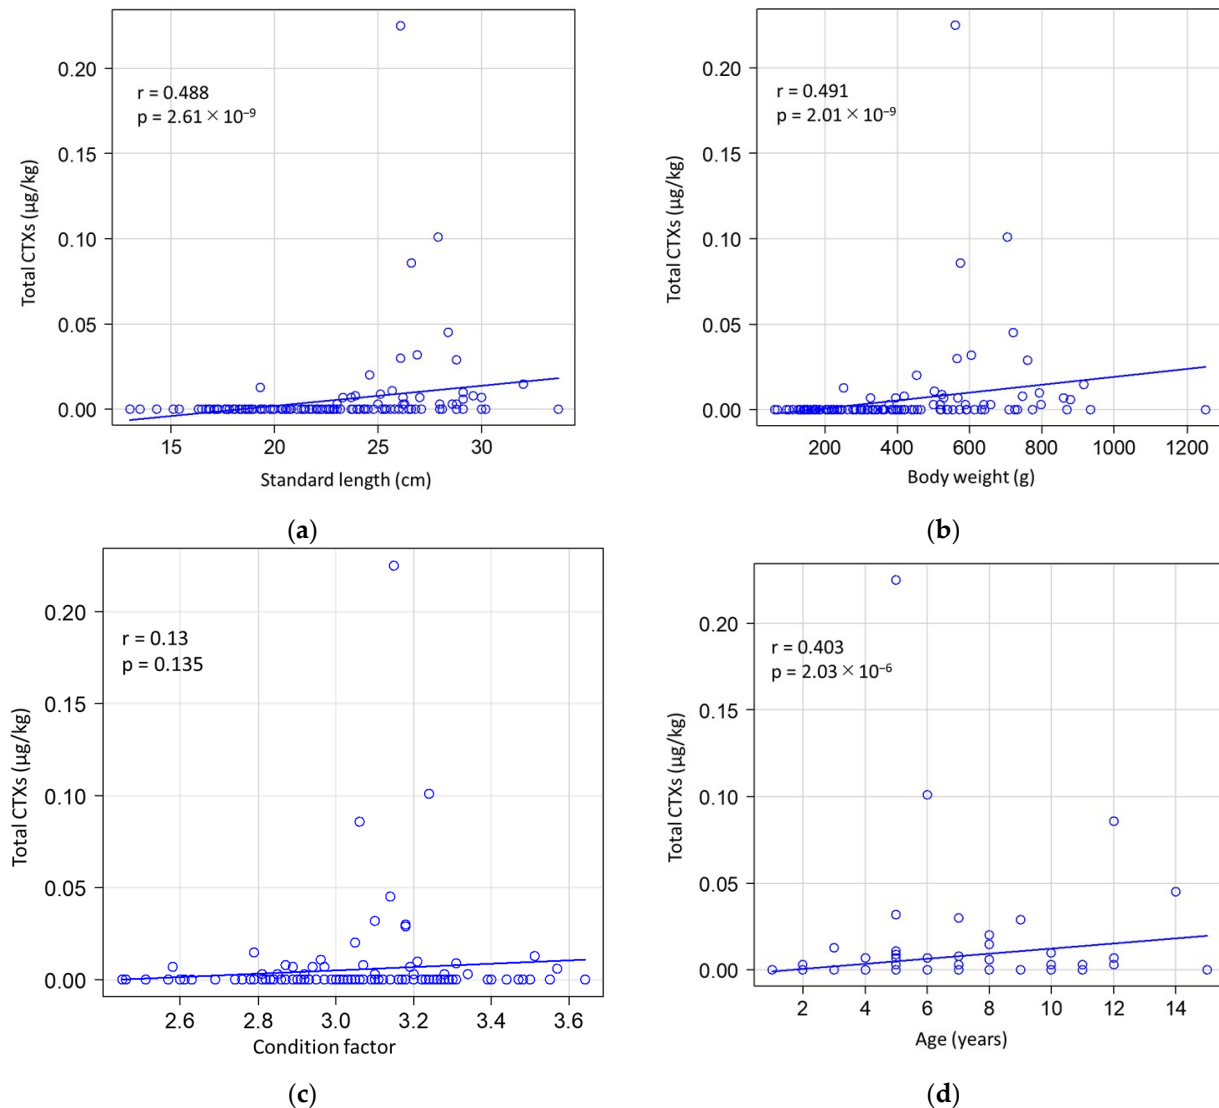 0.20
0.15
0.10
0.05
0.00
Total CTXs (µg/kg)
r = 0.488
p = 2.61 × 10⁻⁹
15 20 25 30
Standard length (cm)
(a)
0.20
0.15
0.10
0.05
0.00
Total CTXs (µg/kg)
r = 0.491
p = 2.01 × 10⁻⁹
200 400 600 800 1000 1200
Body weight (g)
(b)
0.20
0.15
0.10
0.05
0.00
Total CTXs (µg/kg)
r = 0.13
p = 0.135
2.6 2.8 3.0 3.2 3.4 3.6
Condition factor
(c)
0.20
0.15
0.10
0.05
0.00
Total CTXs (µg/kg)
r = 0.403
p = 2.03 × 10⁻⁶
2 4 6 8 10 12 14
Age (years)
(d)